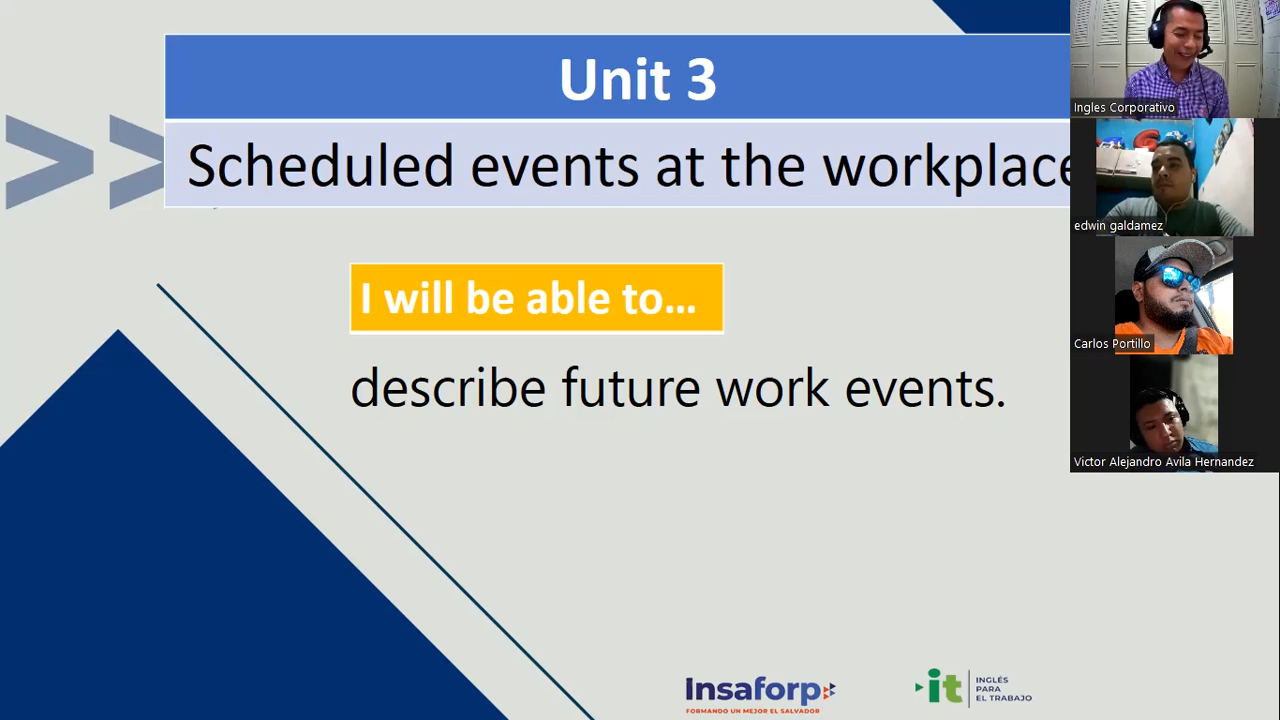 Unit 3
Scheduled events at the workplace
I will be able to...
describe future work events.
Insaforp
FORMANDO UN MEJOR EL SALVADOR
it
INGLÉS
PARA
EL TRABAJO
Ingles Corporativo
edwin galdamez
Carlos Portillo
Victor Alejandro Avila Hernandez